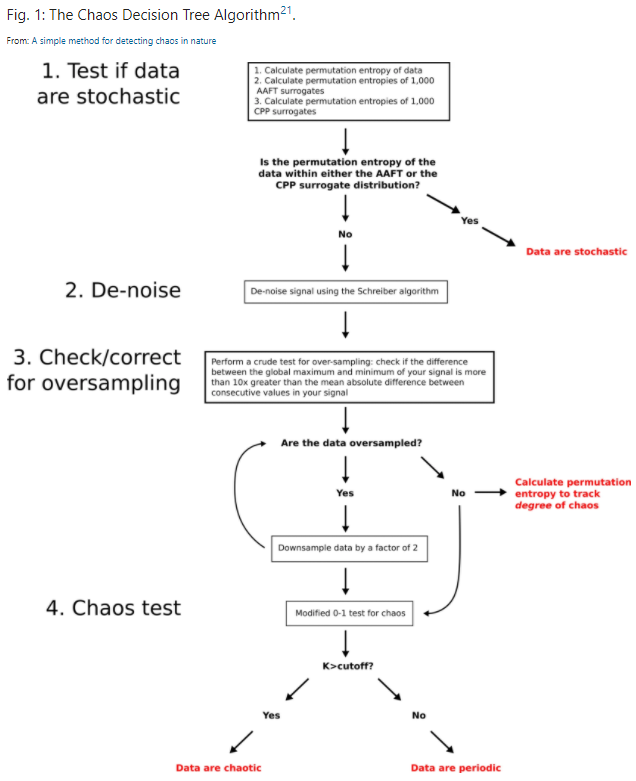 Fig. 1: The Chaos Decision Tree Algorithm21.
From: A simple method for detecting chaos in nature
1. Test if data
are stochastic
1. Calculate permutation entropy of data
2. Calculate permutation entropies of 1,000
AAFT surrogates
3. Calculate permutation entropies of 1,000
CPP surrogates
Is the permutation entropy of the
data within either the AAFT or the
CPP surrogate distribution?
Yes
No
Data are stochastic
2. De-noise
De-noise signal using the Schreiber algorithm
3. Check/correct
for oversampling
Perform a crude test for over-sampling: check if the difference
between the global maximum and minimum of your signal is more
than 10x greater than the mean absolute difference between
consecutive values in your signal
Are the data oversampled?
Yes
No
Calculate permutation
entropy to track
degree of chaos
Downsample data by a factor of 2
4. Chaos test
Modified 0-1 test for chaos
K>cutoff?
Yes
No
Data are chaotic
Data are periodic